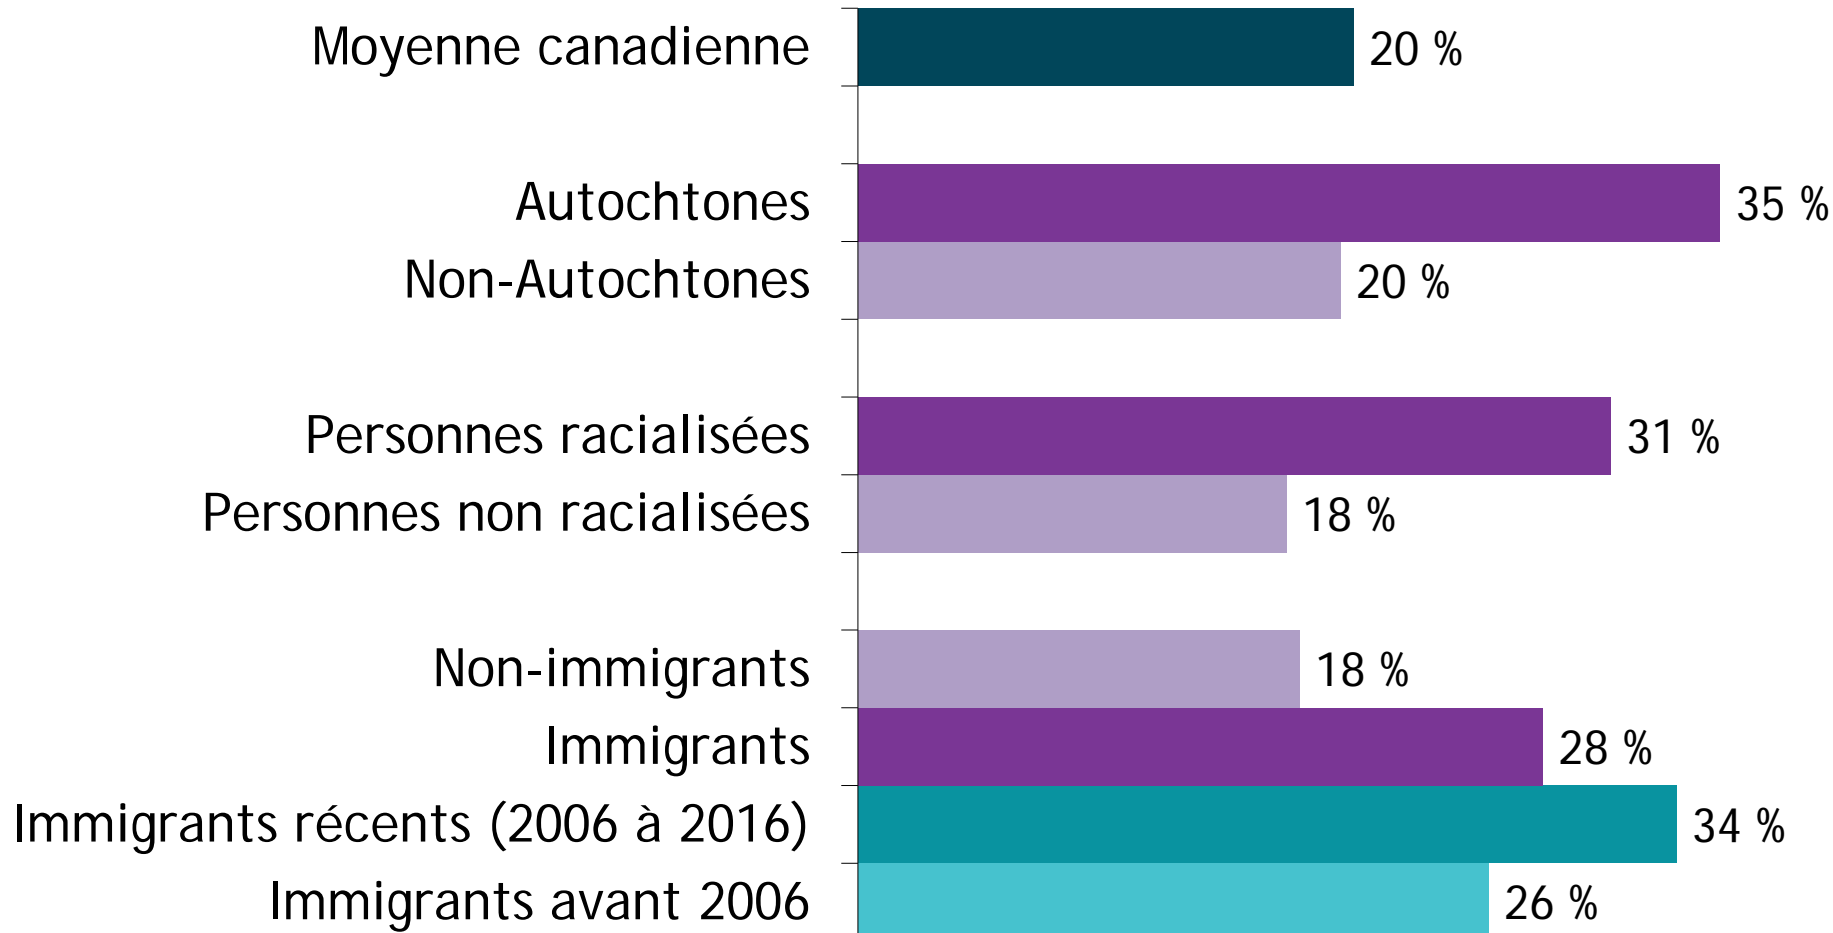 Moyenne canadienne 20 %
Autochtones 35 %
Non-Autochtones 20 %
Personnes racialisées 31 %
Personnes non racialisées 18 %
Non-immigrants 18 %
Immigrants 28 %
Immigrants récents (2006 à 2016) 34 %
Immigrants avant 2006 26 %